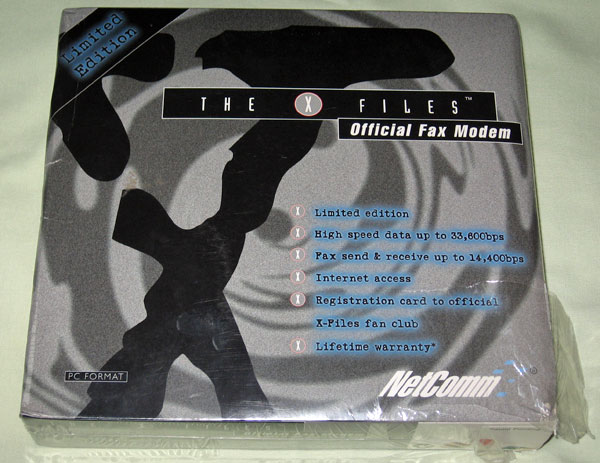 Limited
Edition
THE X FILES™
Official Fax Modem
X Limited edition
X High speed data up to 33,600bps
X Fax send & receive up to 14,400bps
X Internet access
X Registration card to official
X-Files fan club
X Lifetime warranty*
PC FORMAT
NetComm®